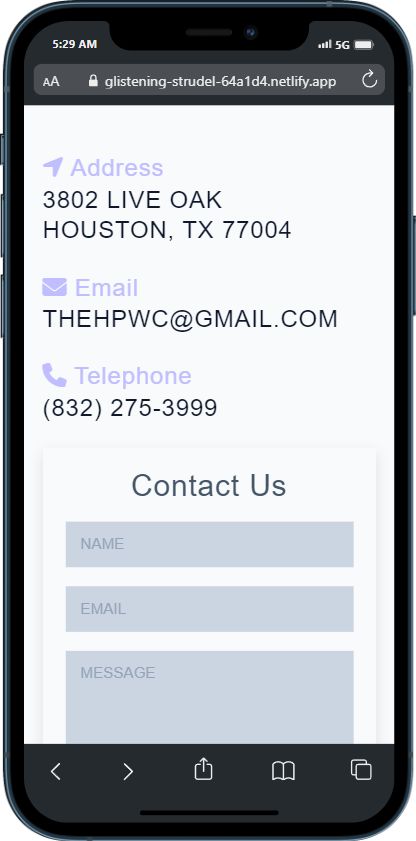 5:29 AM
5G
AA
glistening-strudel-64a1d4.netlify.app
Address
3802 LIVE OAK
HOUSTON, TX 77004
Email
THEHPWC@GMAIL.COM
Telephone
(832) 275-3999
Contact Us
NAME
EMAIL
MESSAGE